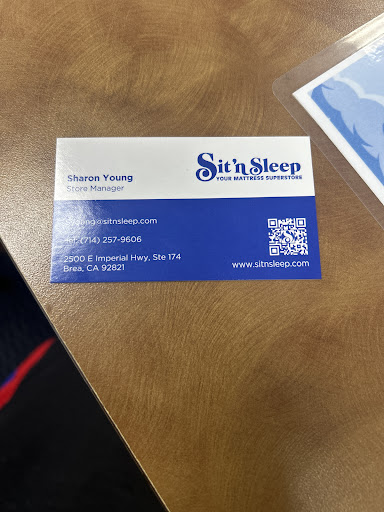 Sharon Young
Store Manager
Sit'n Sleep
YOUR MATTRESS SUPERSTORE
Tel: (714) 257-9606
2500 E Imperial Hwy, Ste 174
Brea, CA 92821
www.sitnsleep.com